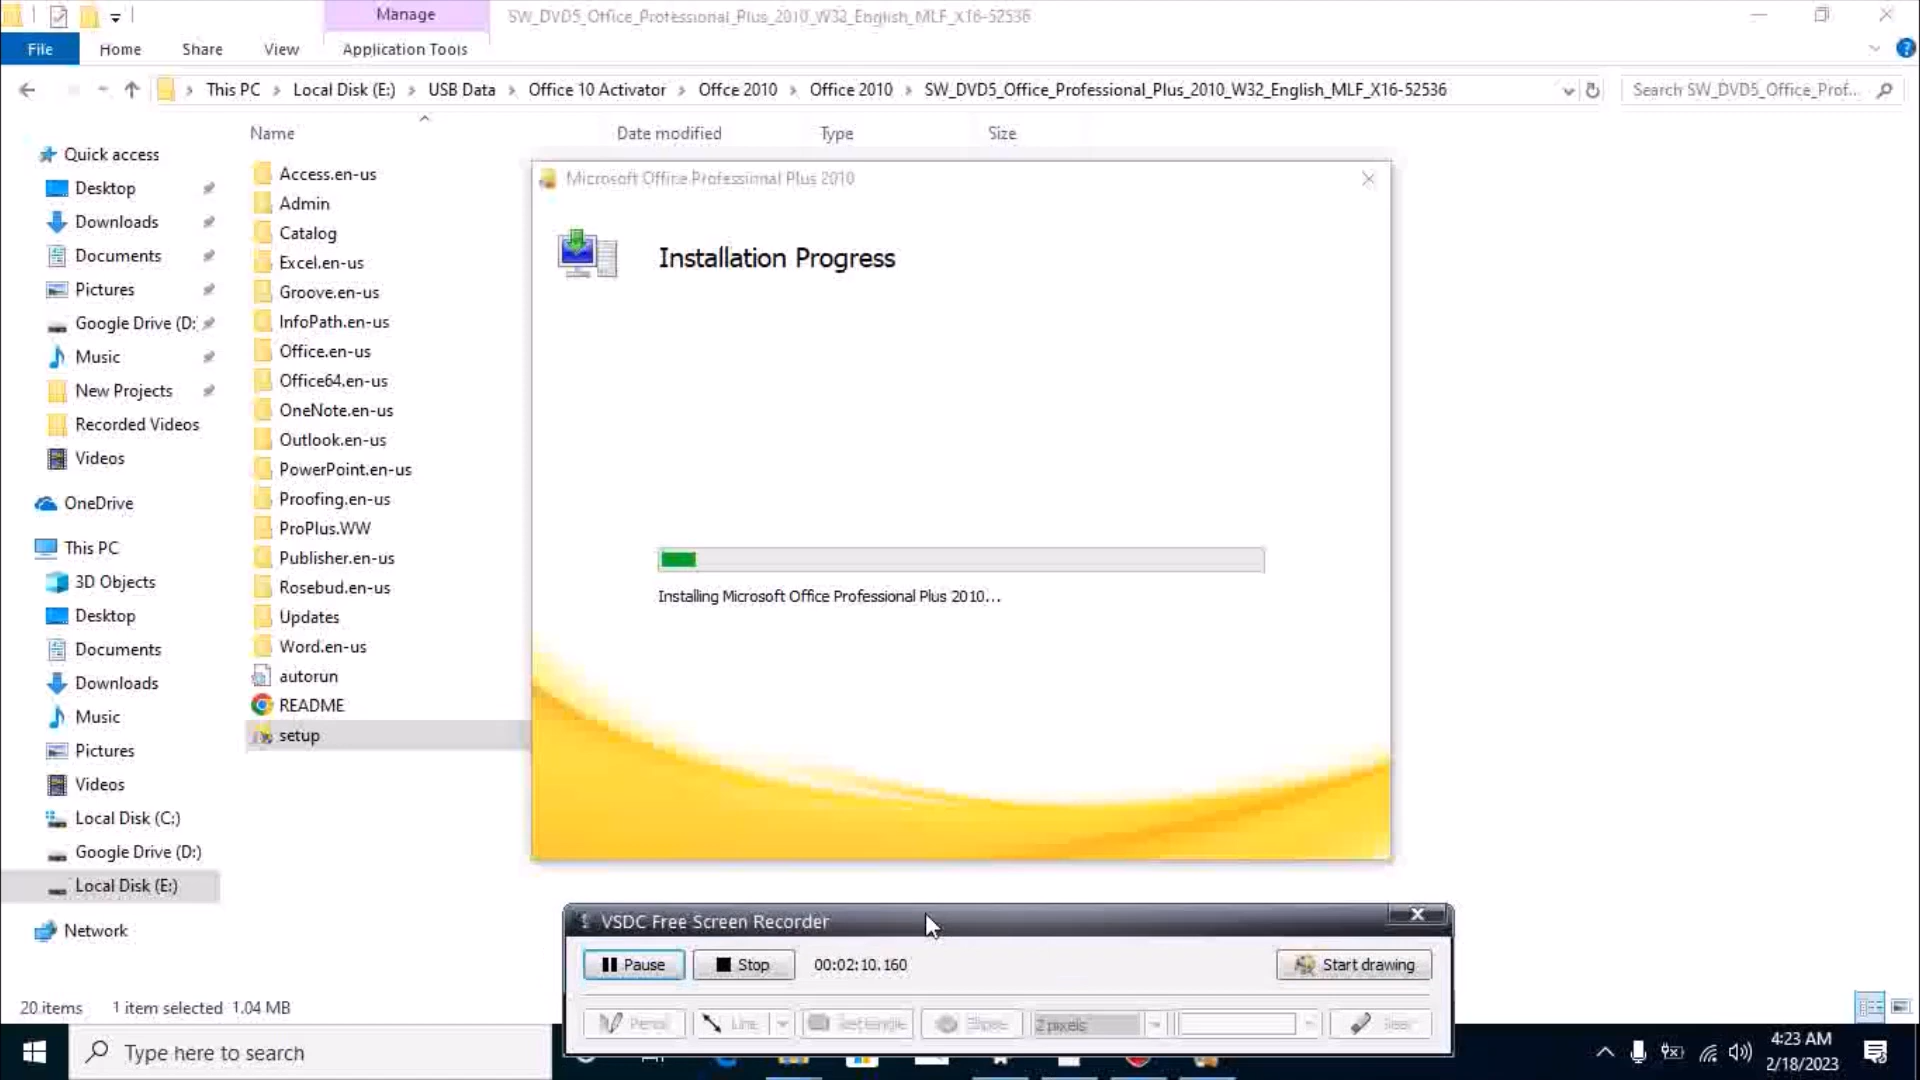 Manage
SW_DVD5_Office_Professional_Plus_2010_W32_English_MLF_X16-52536
File
Home
Share
View
Application Tools
This PC
Local Disk (E:)
USB Data
Office 10 Activator
Offce 2010
Office 2010
SW_DVD5_Office_Professional_Plus_2010_W32_English_MLF_X16-52536
Search SW_DVD5_Office_Prof...
Name
Date modified
Type
Size
Quick access
Desktop
Downloads
Documents
Pictures
Google Drive (D:
Music
New Projects
Recorded Videos
Videos
OneDrive
This PC
3D Objects
Desktop
Documents
Downloads
Music
Pictures
Videos
Local Disk (C:)
Google Drive (D:)
Local Disk (E:)
Network
Access.en-us
Admin
Catalog
Excel.en-us
Groove.en-us
InfoPath.en-us
Office.en-us
Office64.en-us
OneNote.en-us
Outlook.en-us
PowerPoint.en-us
Proofing.en-us
ProPlus.WW
Publisher.en-us
Rosebud.en-us
Updates
Word.en-us
autorun
README
setup
Microsoft Office Professional Plus 2010
Installation Progress
Installing Microsoft Office Professional Plus 2010...
VSDC Free Screen Recorder
Pause
Stop
00:02:10.160
Start drawing
Pencil
Line
Rectangle
Ellipse
2 pixels
20 items
1 item selected
1.04 MB
Type here to search
4:23 AM
2/18/2023